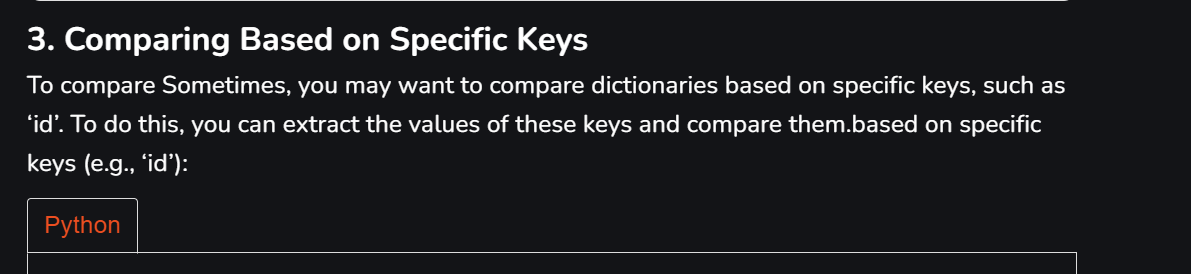 3. Comparing Based on Specific Keys
To compare Sometimes, you may want to compare dictionaries based on specific keys, such as
‘id’. To do this, you can extract the values of these keys and compare them.based on specific
keys (e.g., ‘id’):
Python